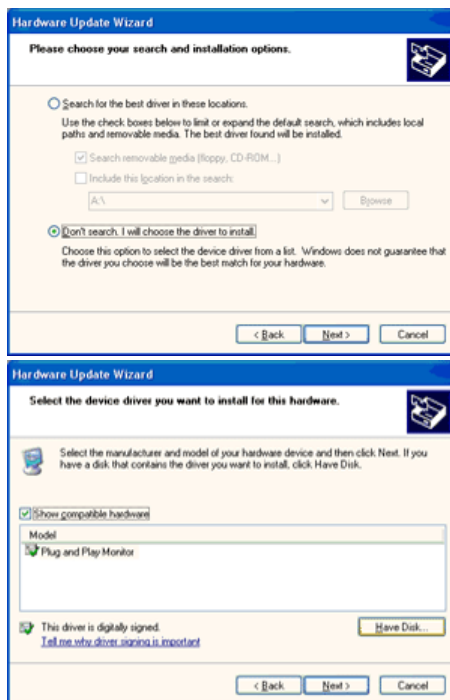 Hardware Update Wizard
Please choose your search and installation options.
Search for the best driver in these locations.
Use the check boxes below to limit or expand the default search, which includes local
paths and removable media. The best driver found will be installed.
Search removable media (floppy, CD-ROM...)
Include this location in the search:
A:\
Browse
Don't search. I will choose the driver to install.
Choose this option to select the device driver from a list. Windows does not guarantee that
the driver you choose will be the best match for your hardware.
< Back Next > Cancel
Hardware Update Wizard
Select the device driver you want to install for this hardware.
Select the manufacturer and model of your hardware device and then click Next. If you
have a disk that contains the driver you want to install, click Have Disk.
Show compatible hardware
Model
Plug and Play Monitor
This driver is digitally signed.
Have Disk...
Tell me why driver signing is important
< Back Next > Cancel